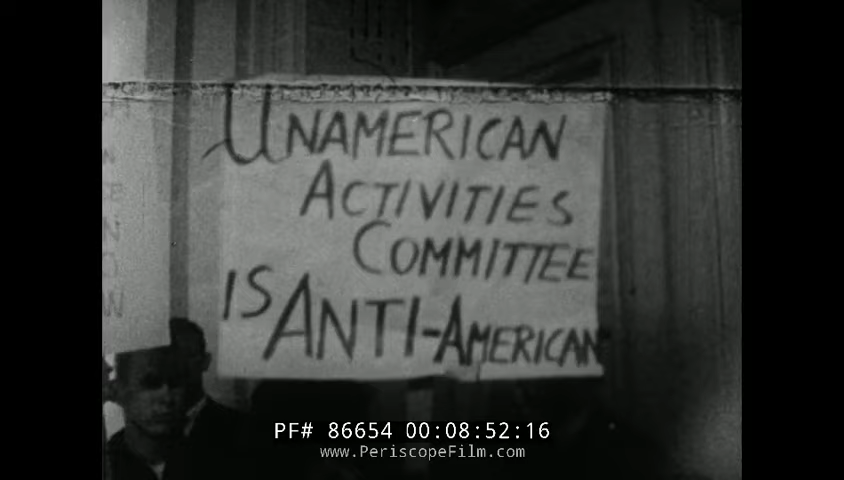 UNAMERICAN
ACTIVITIES
COMMITTEE
IS ANTI-AMERICAN
PF# 86654 00:08:52:16
www.PeriscopeFilm.com